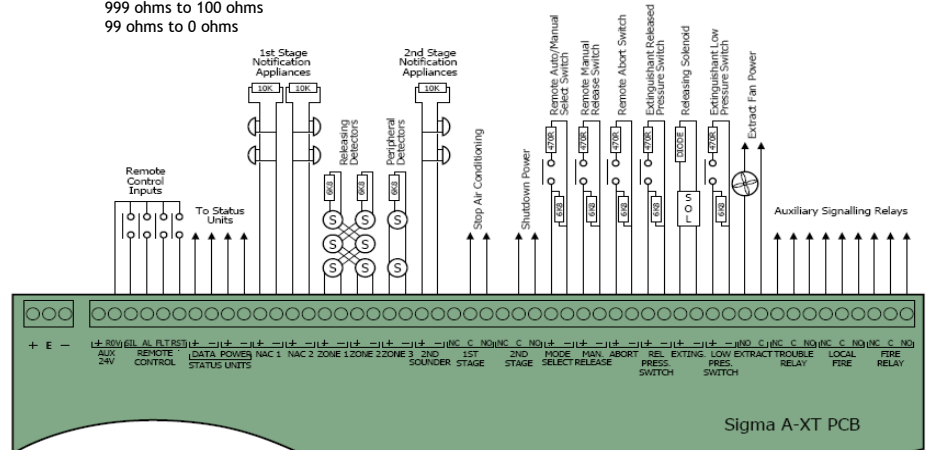 999 ohms to 100 ohms
99 ohms to 0 ohms
1st Stage
Notification
Appliances
2nd Stage
Notification
Appliances
10K
10K
10K
Releasing
Detectors
Peripheral
Detectors
Stop Air Conditioning
Shutdown Power
Remote Auto/Manual
Select Switch
Remote Manual
Release Switch
Remote Abort Switch
Extinguishant Released
Pressure Switch
Releasing Solenoid
Extinguishant Low
Pressure Switch
Extract Fan Power
470R
470R
470R
470R
DIODE
470R
6K8
6K8
6K8
6K8
6K8
6K8
6K8
6K8
SOL
Remote
Control
Inputs
To Status
Units
S S S
S S
S S S
Auxiliary Signalling Relays
+ E −
+ R0V SIL AL FLT RST + − + − + − + − + − + − + − + − NC C NO NC C NO + − + − + − + − + − + − NO C NC C NO NC C NO NC C NO
AUX
24V
REMOTE
CONTROL
DATA POWER
STATUS UNITS
NAC 1
NAC 2
ZONE 1
ZONE 2
ZONE 3
2ND
SOUNDER
1ST
STAGE
2ND
STAGE
MODE
SELECT
MAN.
RELEASE
ABORT
REL
PRESS.
SWITCH
EXTING.
LOW
PRES.
SWITCH
EXTRACT
TROUBLE
RELAY
LOCAL
FIRE
FIRE
RELAY
Sigma A-XT PCB